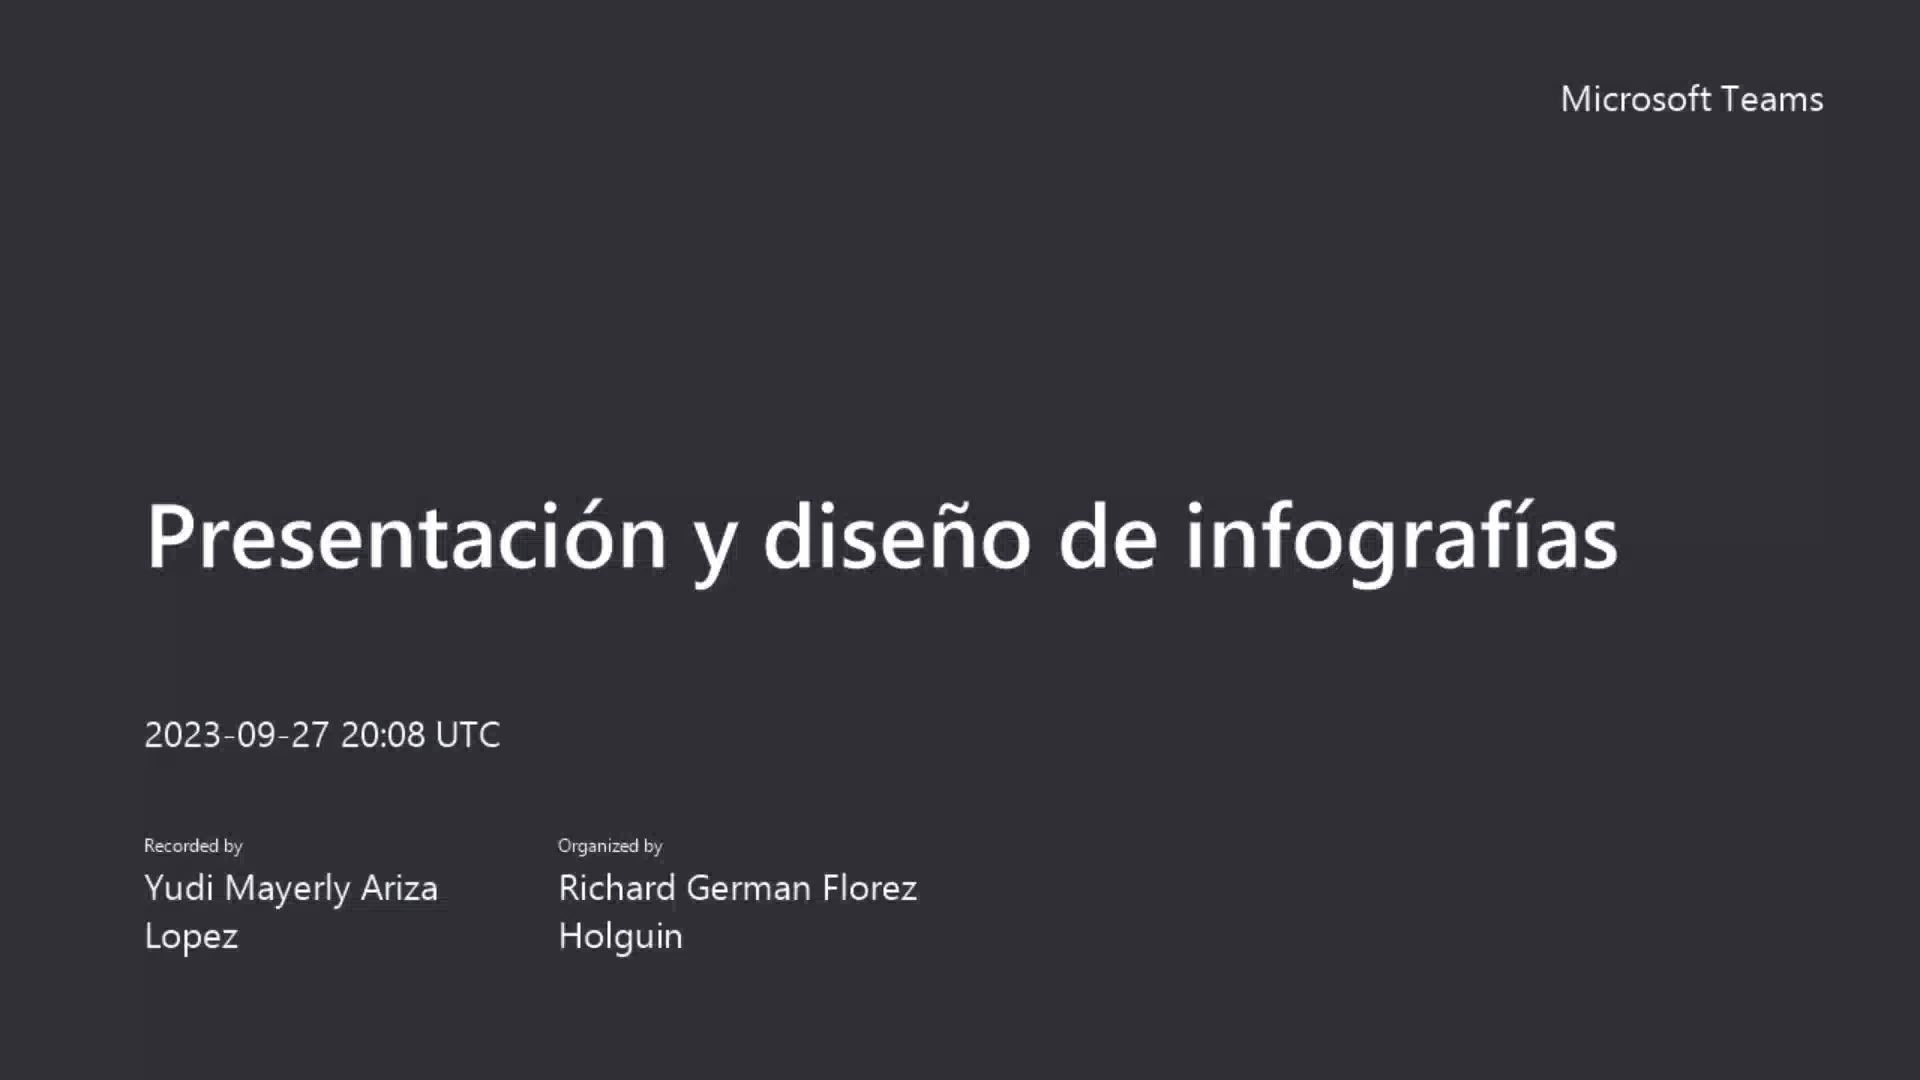 Microsoft Teams
Presentación y diseño de infografías
2023-09-27 20:08 UTC
Recorded by
Yudi Mayerly Ariza
Lopez
Organized by
Richard German Florez
Holguin